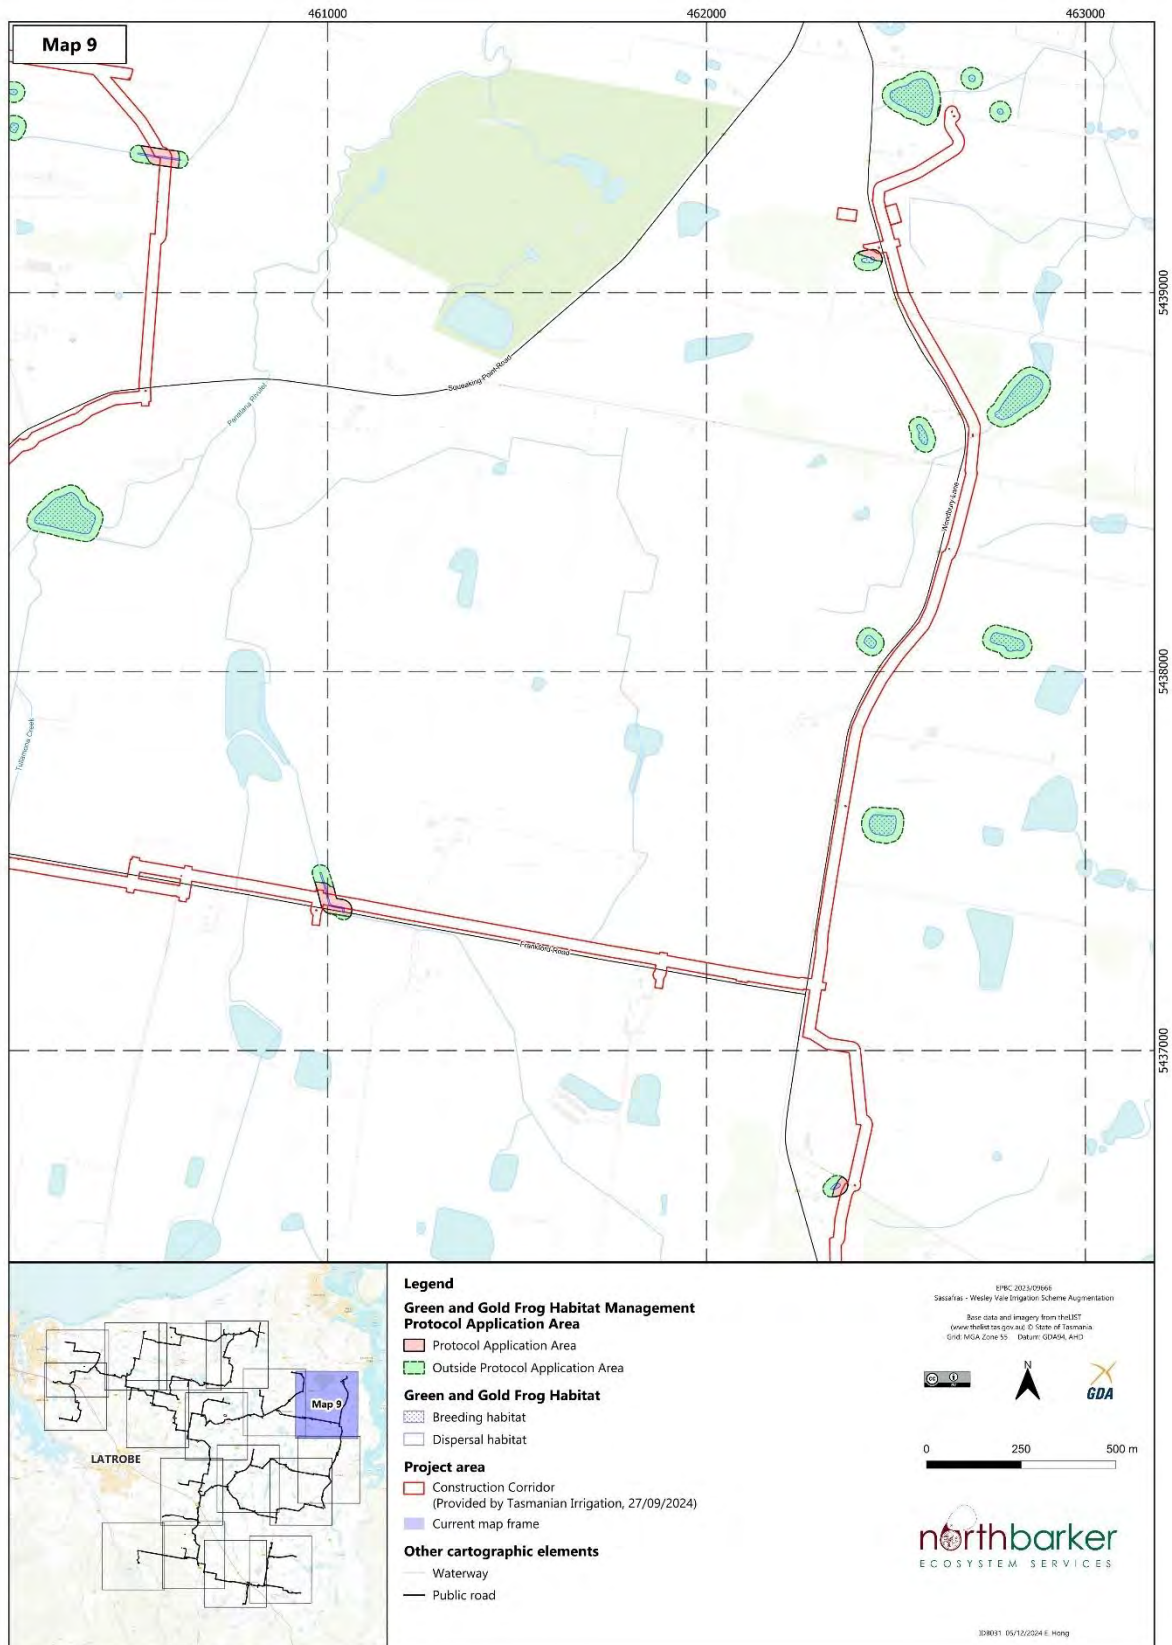 461000
462000
463000
Map 9
5439000
Squeaking Point Road
Panatana Rivulet
Woodbury Lane
5438000
Tullamona Creek
Frankford Road
5437000
LATROBE
Map 9
Legend
Green and Gold Frog Habitat Management
Protocol Application Area
Protocol Application Area
Outside Protocol Application Area
Green and Gold Frog Habitat
Breeding habitat
Dispersal habitat
Project area
Construction Corridor
(Provided by Tasmanian Irrigation, 27/09/2024)
Current map frame
Other cartographic elements
Waterway
Public road
EPBC 2023/09666
Sassafras - Wesley Vale Irrigation Scheme Augmentation
Base data and imagery from theLIST
(www.thelist.tas.gov.au) © State of Tasmania
Grid: MGA Zone 55 Datum: GDA94, AHD
N
GDA
0 250 500 m
northbarker
ECOSYSTEM SERVICES
05/12/2024 E. Hong